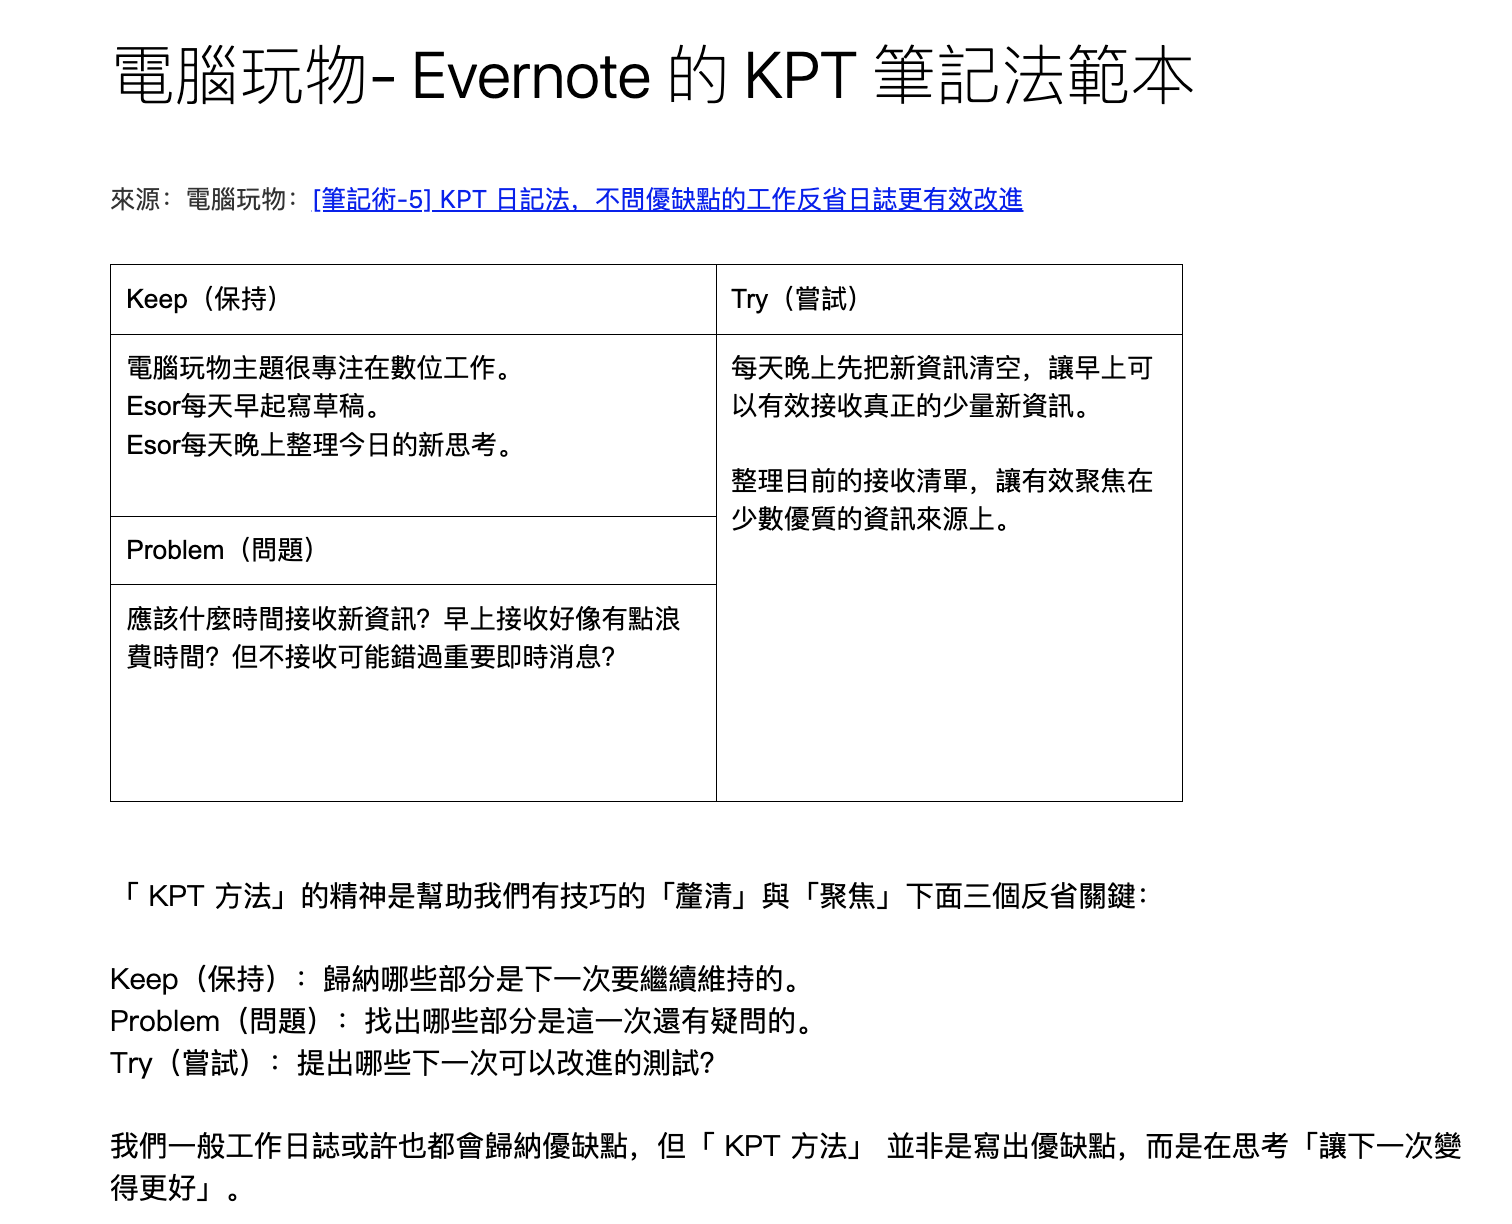 電腦玩物- Evernote 的 KPT 筆記法範本
來源：電腦玩物：[筆記術-5] KPT 日記法，不問優缺點的工作反省日誌更有效改進
Keep（保持）
電腦玩物主題很專注在數位工作。
Esor每天早起寫草稿。
Esor每天晚上整理今日的新思考。
Problem（問題）
應該什麼時間接收新資訊？早上接收好像有點浪
費時間？但不接收可能錯過重要即時消息？
Try（嘗試）
每天晚上先把新資訊清空，讓早上可
以有效接收真正的少量新資訊。
整理目前的接收清單，讓有效聚焦在
少數優質的資訊來源上。
「 KPT 方法」的精神是幫助我們有技巧的「釐清」與「聚焦」下面三個反省關鍵：
Keep（保持）：歸納哪些部分是下一次要繼續維持的。
Problem（問題）：找出哪些部分是這一次還有疑問的。
Try（嘗試）：提出哪些下一次可以改進的測試？
我們一般工作日誌或許也都會歸納優缺點，但「 KPT 方法」 並非是寫出優缺點，而是在思考「讓下一次變
得更好」。